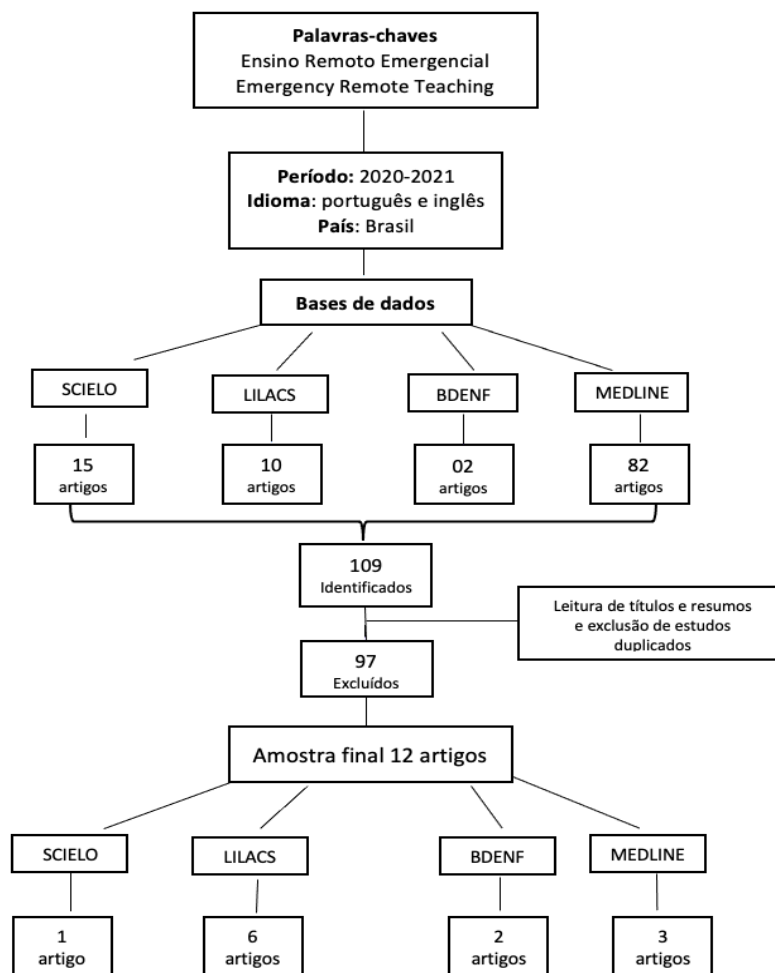 Palavras-chaves
Ensino Remoto Emergencial
Emergency Remote Teaching
Período: 2020-2021
Idioma: português e inglês
País: Brasil
Bases de dados
SCIELO
LILACS
BDENF
MEDLINE
15
artigos
10
artigos
02
artigos
82
artigos
109
Identificados
Leitura de títulos e resumos
e exclusão de estudos
duplicados
97
Excluídos
Amostra final 12 artigos
SCIELO
LILACS
BDENF
MEDLINE
1
artigo
6
artigos
2
artigos
3
artigos